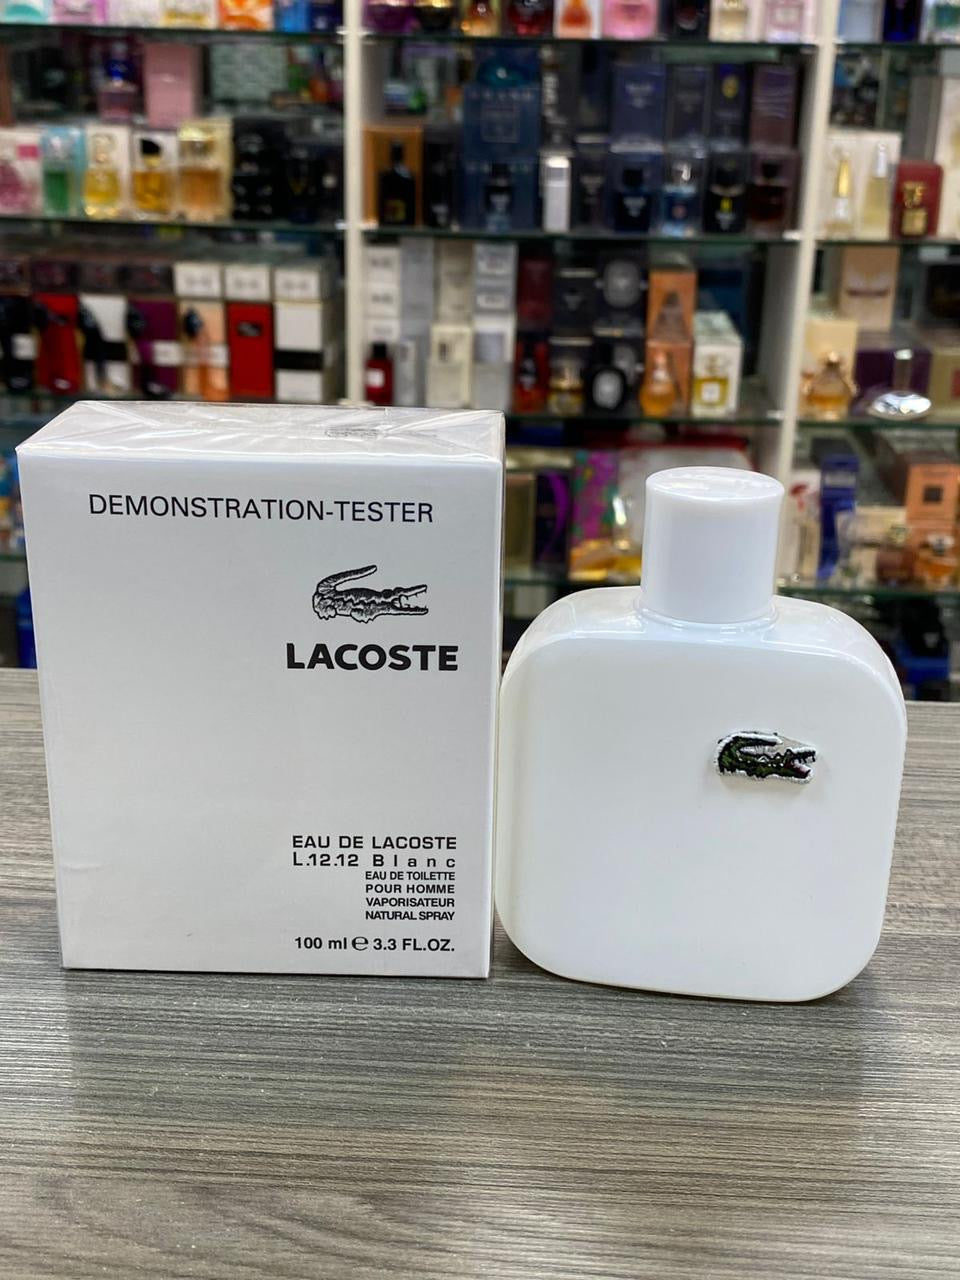 DEMONSTRATION-TESTER
LACOSTE
EAU DE LACOSTE
L.12.12 Blanc
EAU DE TOILETTE
POUR HOMME
VAPORISATEUR
NATURAL SPRAY
100 ml ℮ 3.3 FL.OZ.